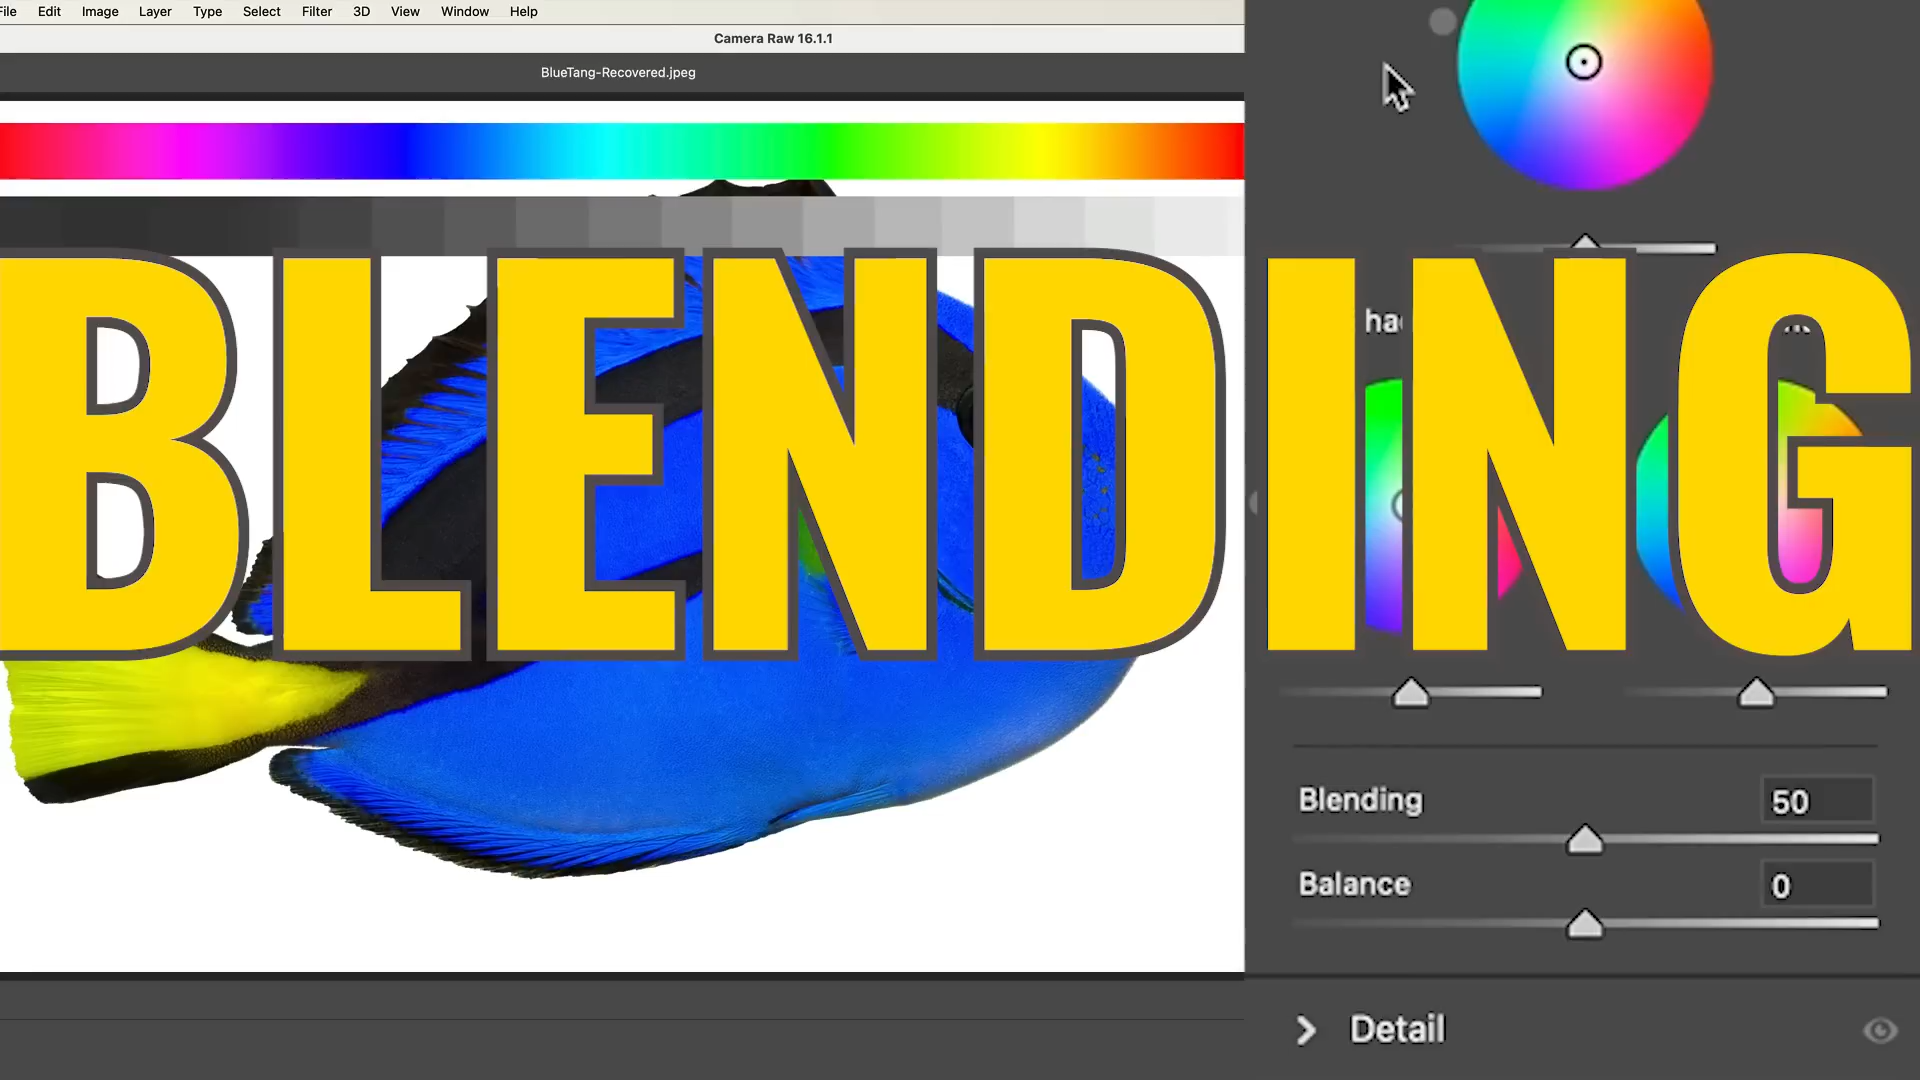 File Edit Image Layer Type Select Filter 3D View Window Help
Camera Raw 16.1.1
BlueTang-Recovered.jpeg
BLENDING
Blending 50
Balance 0
Detail